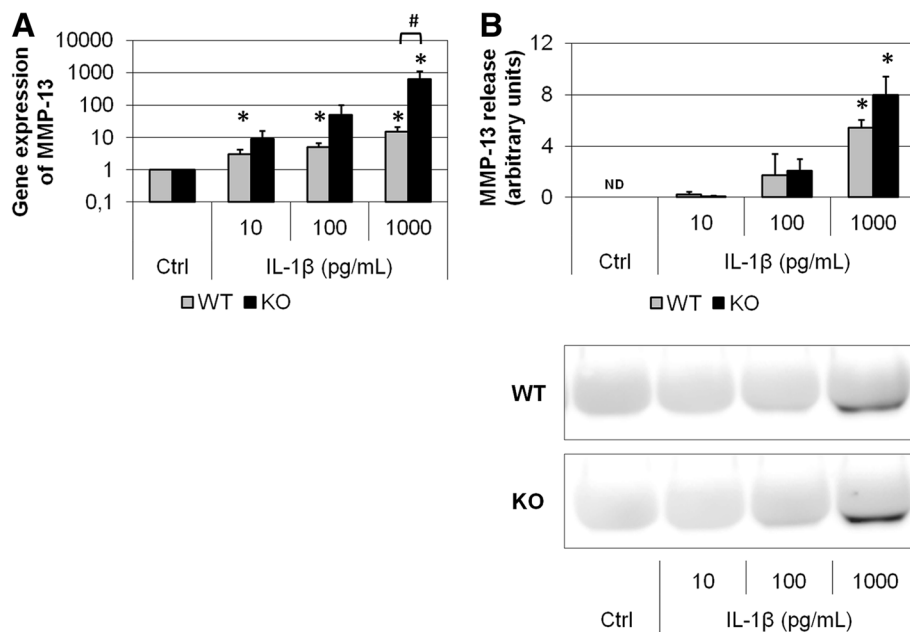 A
Gene expression
of MMP-13
10000
1000
100
10
1
0,1
#
*
*
*
*
10
100
1000
Ctrl
IL-1β (pg/mL)
WT
KO
B
MMP-13 release
(arbitrary units)
12
8
4
0
ND
*
*
10
100
1000
Ctrl
IL-1β (pg/mL)
WT
KO
WT
KO
10
100
1000
Ctrl
IL-1β (pg/mL)